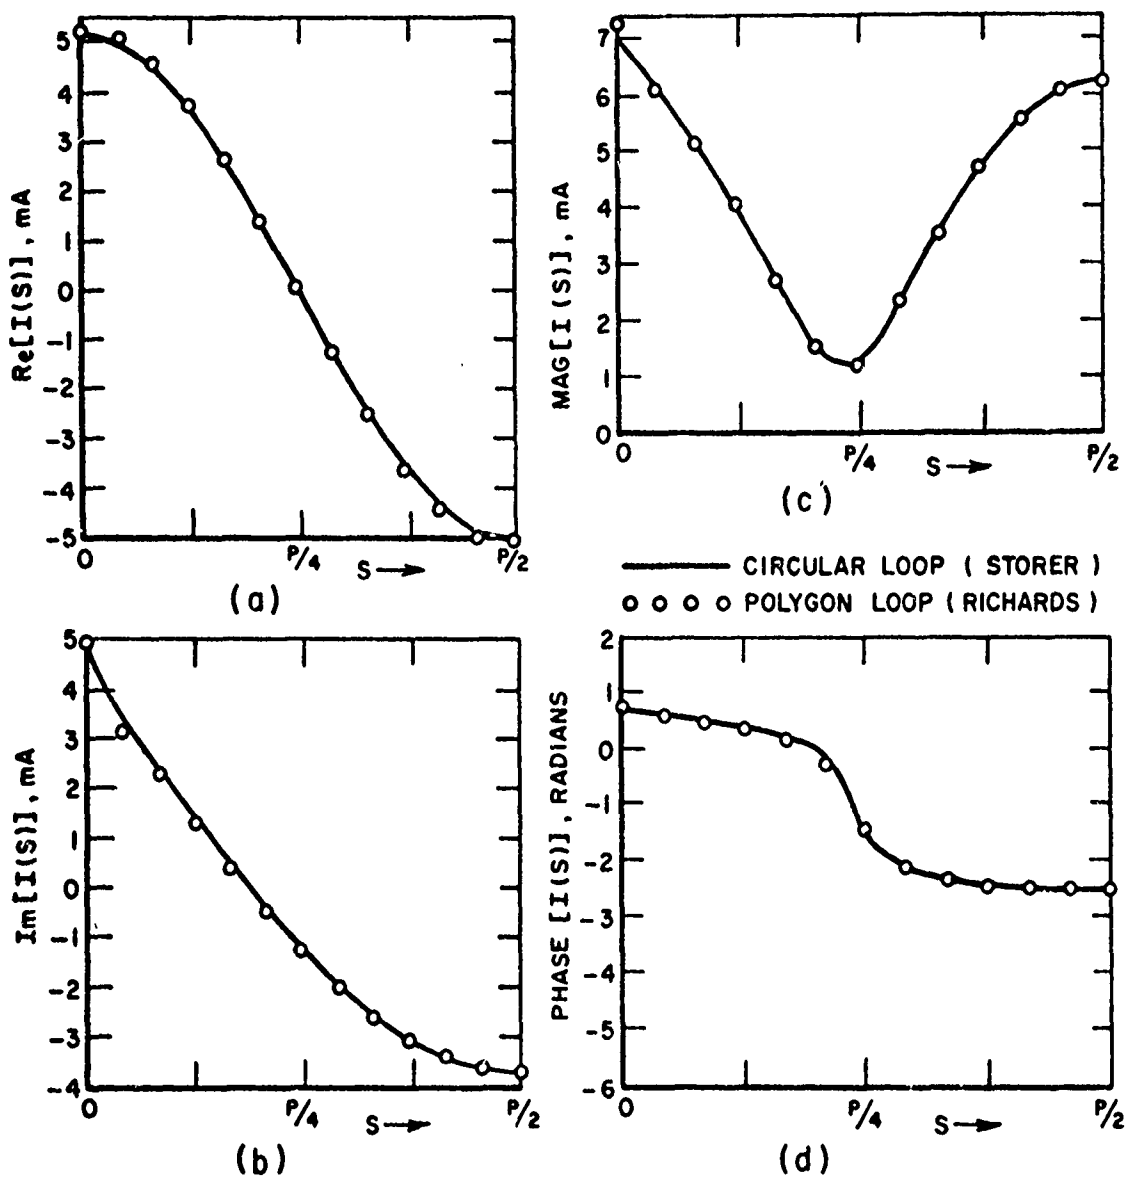 Re[I(S)], mA
5
4
3
2
1
0
-1
-2
-3
-4
-5
0
P/4
P/2
S
(a)
MAG[I(S)], mA
7
6
5
4
3
2
1
0
0
P/4
P/2
S
(c)
CIRCULAR LOOP (STORER)
POLYGON LOOP (RICHARDS)
Im[I(S)], mA
5
4
3
2
1
0
-1
-2
-3
-4
0
P/4
P/2
S
(b)
PHASE [I(S)], RADIANS
2
1
0
-1
-2
-3
-4
-5
-6
0
P/4
P/2
S
(d)